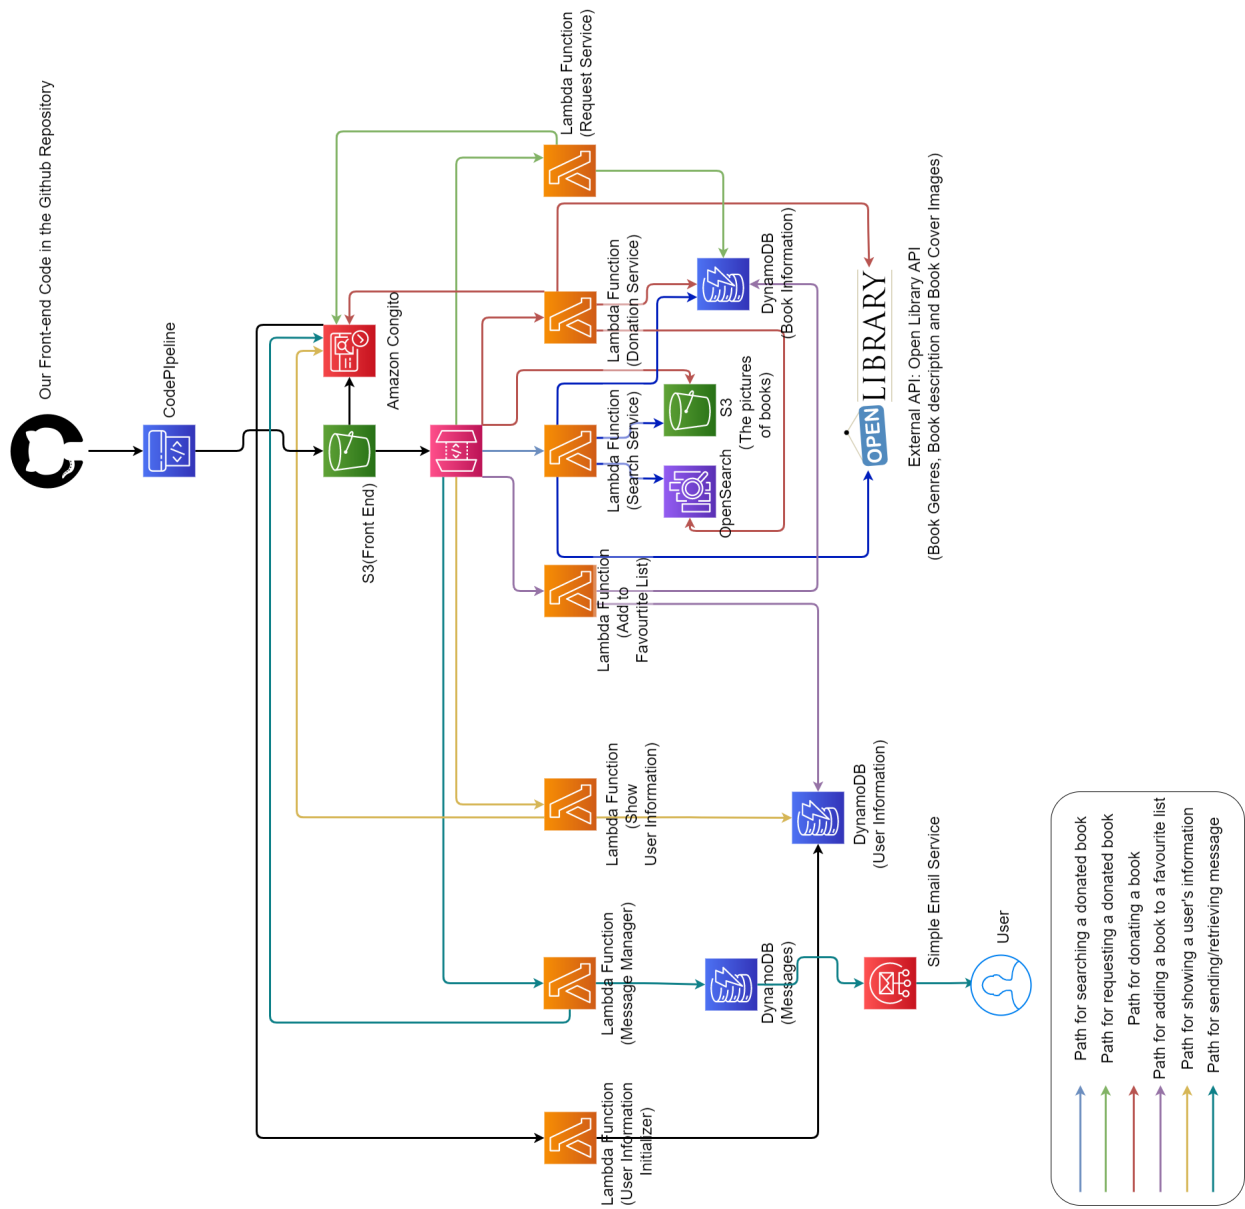 Our Front-end Code in the Github Repository
CodePIpeline
S3(Front End)
Amazon Congito
Lambda Function
(Request Service)
Lambda Function
(Donation Service)
Lambda Function
(Search Service)
Lambda Function
(Add to
Favourtite List)
Lambda Function
(Show
User Information)
Lambda Function
(Message Manager)
Lambda Function
(User Information
Initializer)
DynamoDB
(Book Information)
S3
(The pictures
of books)
OpenSearch
DynamoDB
(User Information)
DynamoDB
(Messages)
OPEN LIBRARY
External API: Open Library API
(Book Genres, Book description and Book Cover Images)
Simple Email Service
User
Path for searching a donated book
Path for requesting a donated book
Path for donating a book
Path for adding a book to a favourite list
Path for showing a user's information
Path for sending/retrieving message